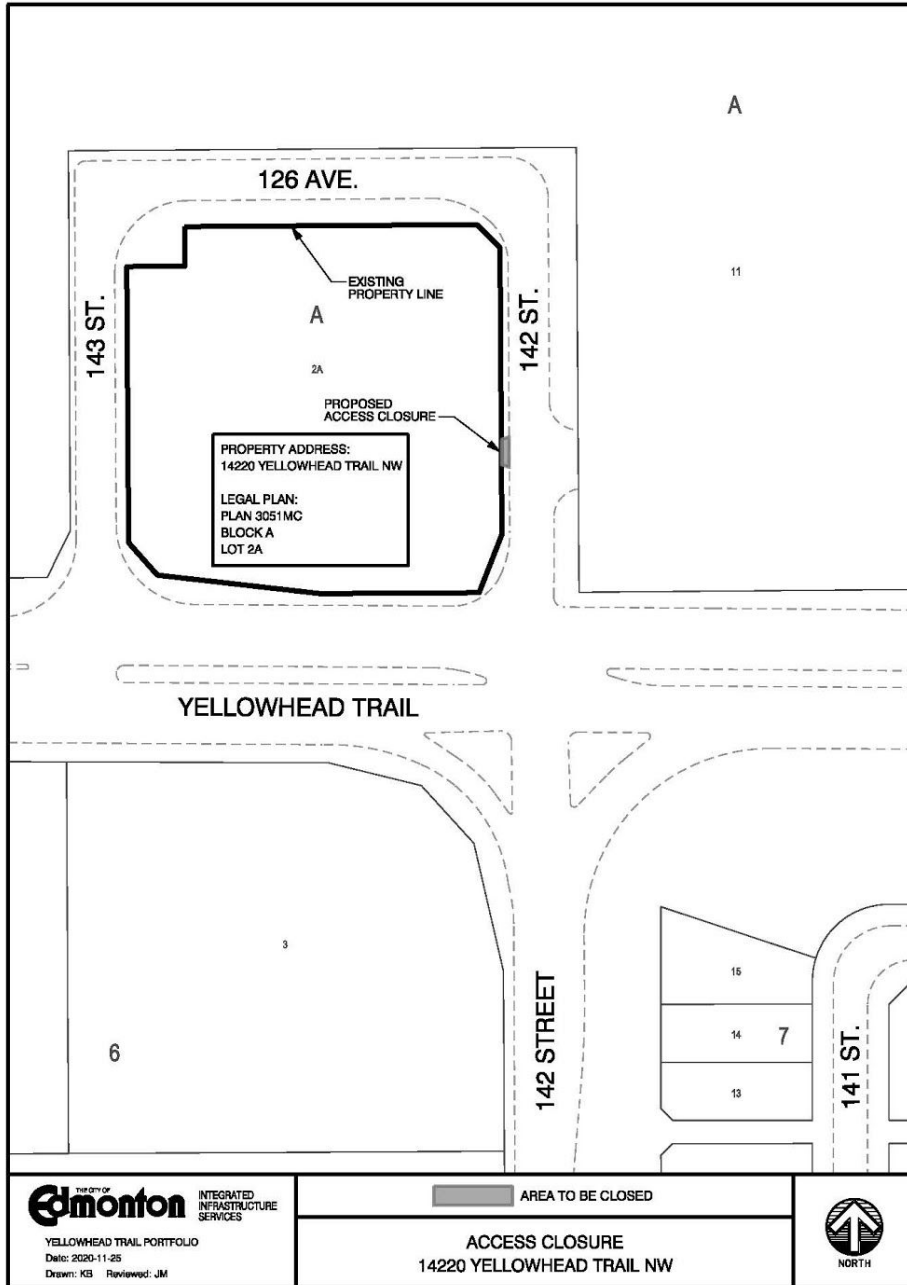 A
126 AVE.
EXISTING
PROPERTY LINE
11
143 ST.
A
142 ST.
2A
PROPOSED
ACCESS CLOSURE
PROPERTY ADDRESS:
14220 YELLOWHEAD TRAIL NW
LEGAL PLAN:
PLAN 3051MC
BLOCK A
LOT 2A
YELLOWHEAD TRAIL
3
6
142 STREET
15
14
7
13
141 ST.
THE CITY OF
Edmonton
INTEGRATED
INFRASTRUCTURE
SERVICES
YELLOWHEAD TRAIL PORTFOLIO
Date: 2020-11-25
Drawn: KB Reviewed: JM
AREA TO BE CLOSED
ACCESS CLOSURE
14220 YELLOWHEAD TRAIL NW
NORTH